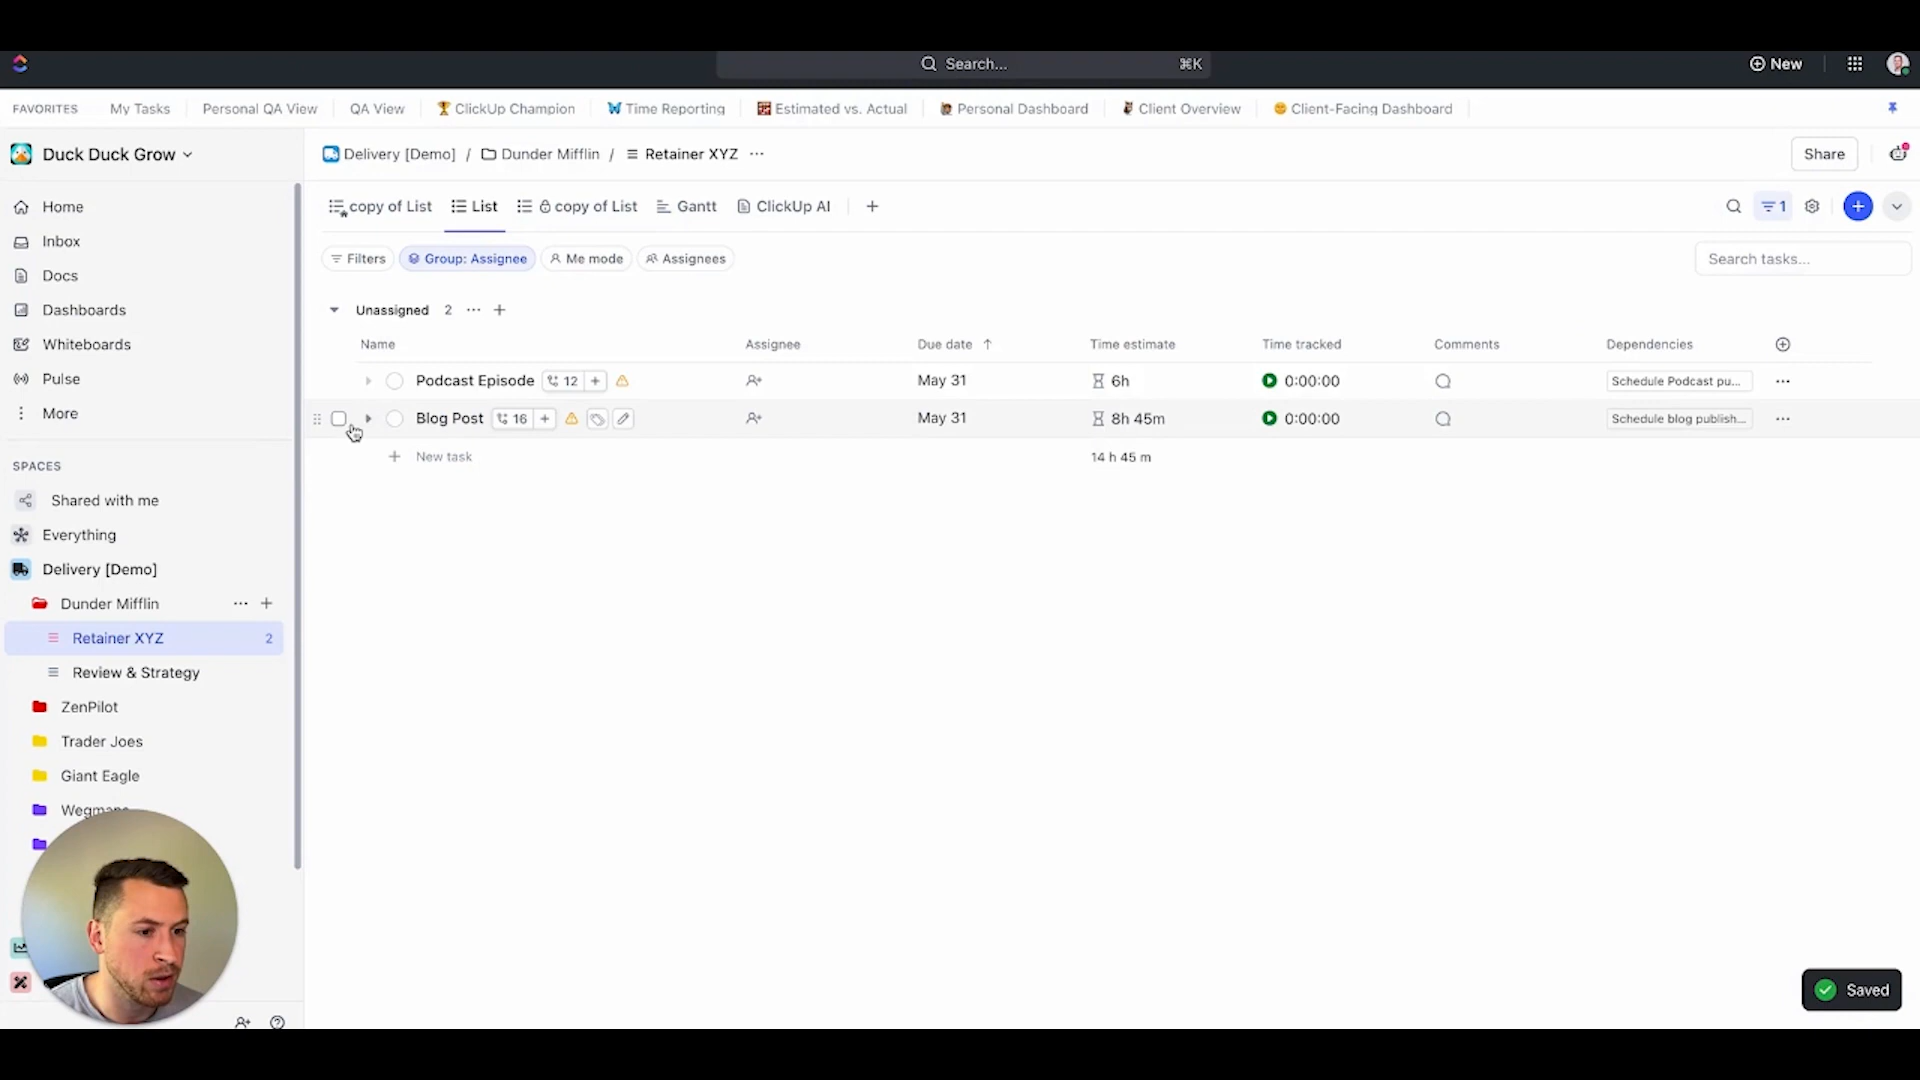 Search... ⌘K New
FAVORITES My Tasks Personal QA View QA View ClickUp Champion Time Reporting Estimated vs. Actual Personal Dashboard Client Overview Client-Facing Dashboard
Duck Duck Grow
Delivery [Demo] / Dunder Mifflin / Retainer XYZ ... Share
copy of List List copy of List Gantt ClickUp AI + 1
Filters Group: Assignee Me mode Assignees Search tasks...
Unassigned 2 ... +
Name Assignee Due date ↑ Time estimate Time tracked Comments Dependencies
Podcast Episode 12 + May 31 6h 0:00:00 Schedule Podcast pu... ...
Blog Post 16 + May 31 8h 45m 0:00:00 Schedule blog publish... ...
+ New task 14 h 45 m
Home
Inbox
Docs
Dashboards
Whiteboards
Pulse
More
SPACES
Shared with me
Everything
Delivery [Demo]
Dunder Mifflin ... +
Retainer XYZ 2
Review & Strategy
ZenPilot
Trader Joes
Giant Eagle
Wegmans
Saved